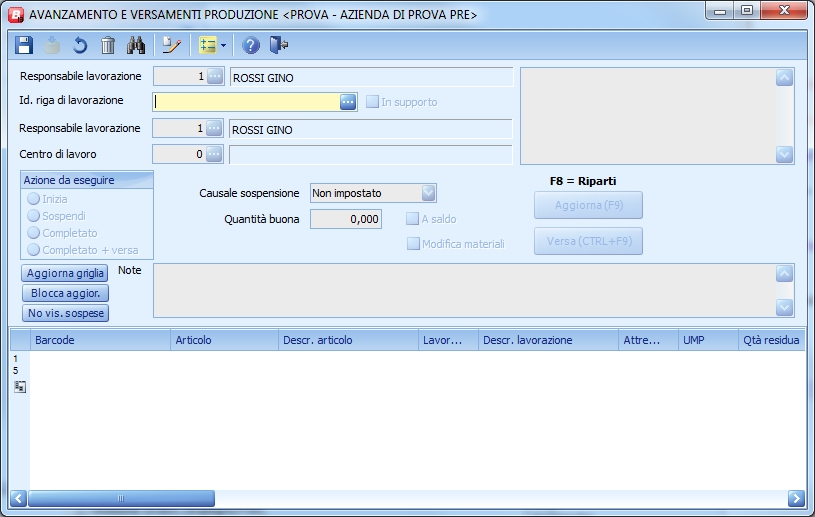 AVANZAMENTO E VERSAMENTI PRODUZIONE <PROVA - AZIENDA DI PROVA PRE>
Responsabile lavorazione 1 ROSSI GINO
Id. riga di lavorazione In supporto
Responsabile lavorazione 1 ROSSI GINO
Centro di lavoro 0
Azione da eseguire
Inizia
Sospendi
Completato
Completato + versa
Causale sospensione Non impostato
Quantità buona 0,000 A saldo
Modifica materiali
F8 = Riparti
Aggiorna (F9)
Versa (CTRL+F9)
Aggiorna griglia
Blocca aggior.
No vis. sospese
Note
Barcode Articolo Descr. articolo Lavor... Descr. lavorazione Attre... UMP Qtà residua
1
5